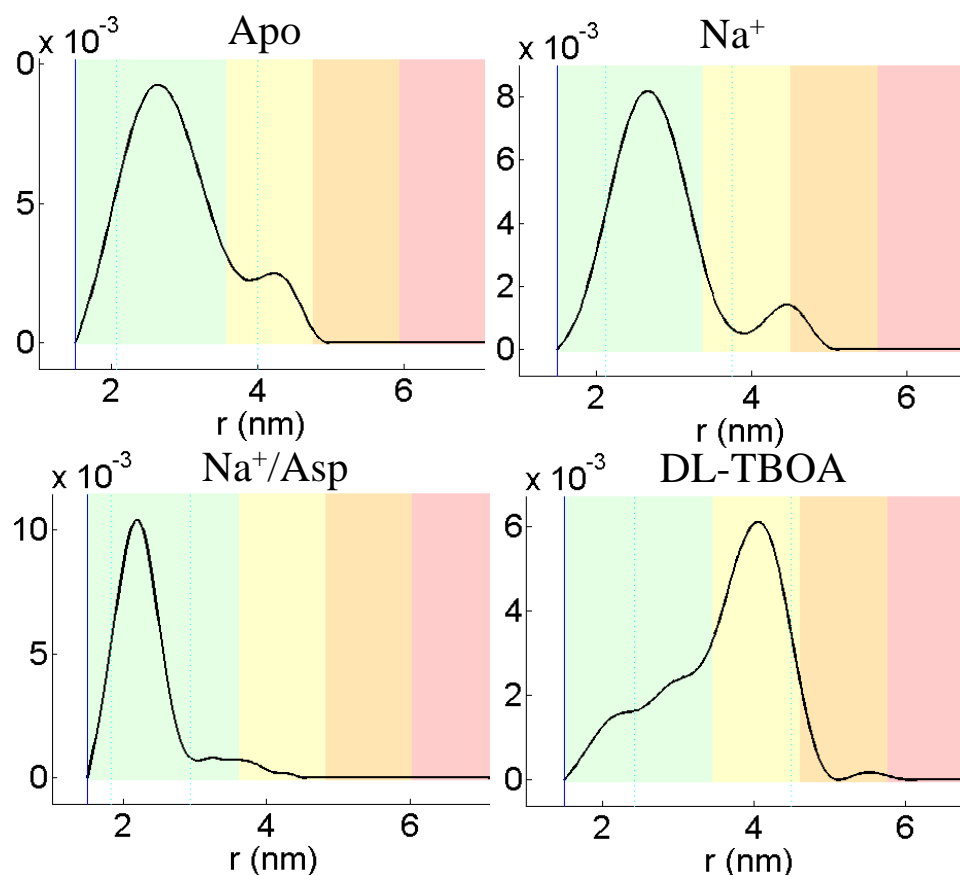 x 10⁻³
Apo
0
5
0
2 4 6
r (nm)
x 10⁻³
Na⁺
8
6
4
2
0
2 4 6
r (nm)
x 10⁻³
Na⁺/Asp
10
5
0
2 4 6
r (nm)
x 10⁻³
DL-TBOA
6
4
2
0
2 4 6
r (nm)